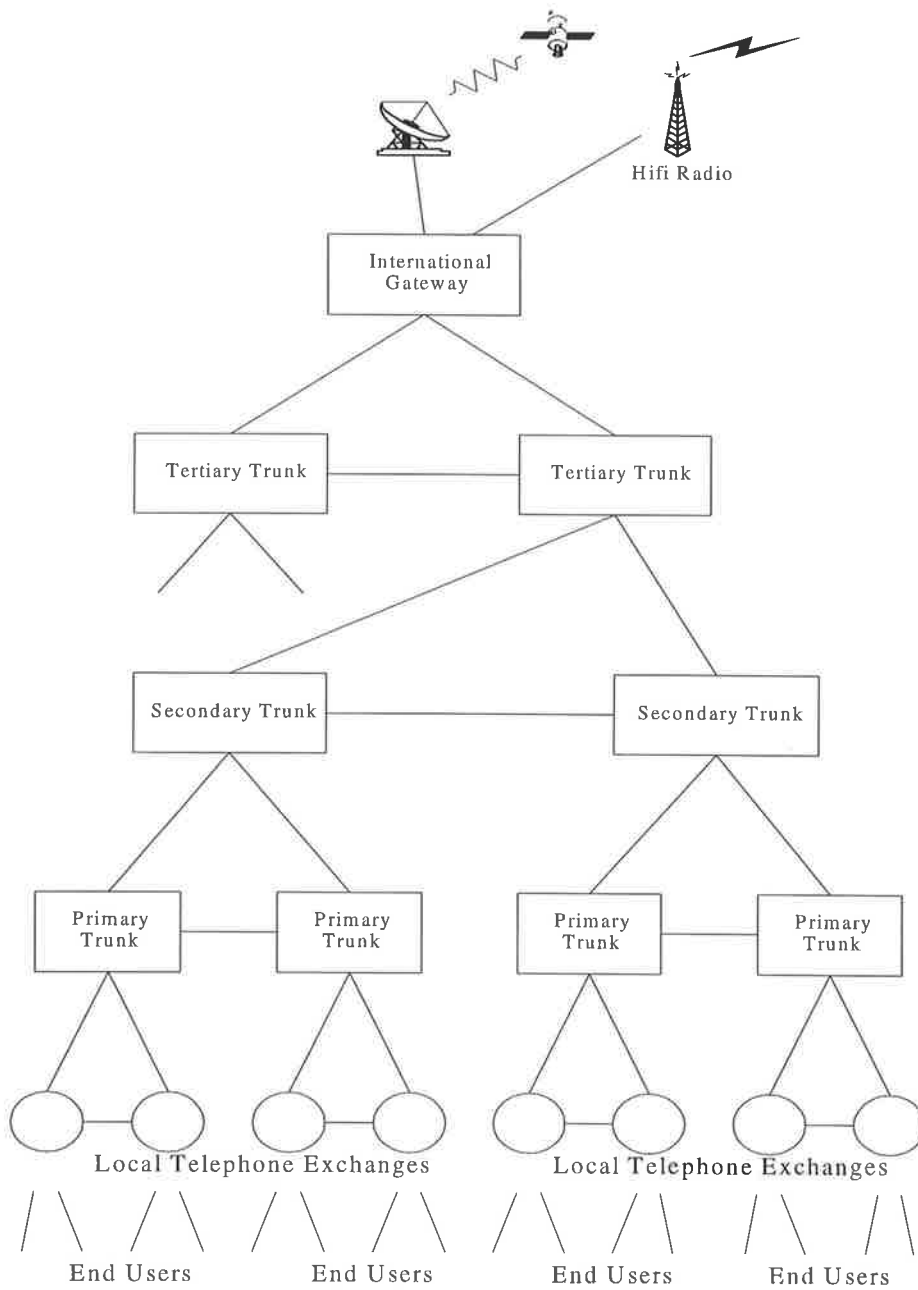 Hifi Radio
International
Gateway
Tertiary Trunk
Tertiary Trunk
Secondary Trunk
Secondary Trunk
Primary
Trunk
Primary
Trunk
Primary
Trunk
Primary
Trunk
Local Telephone Exchanges
Local Telephone Exchanges
End Users
End Users
End Users
End Users